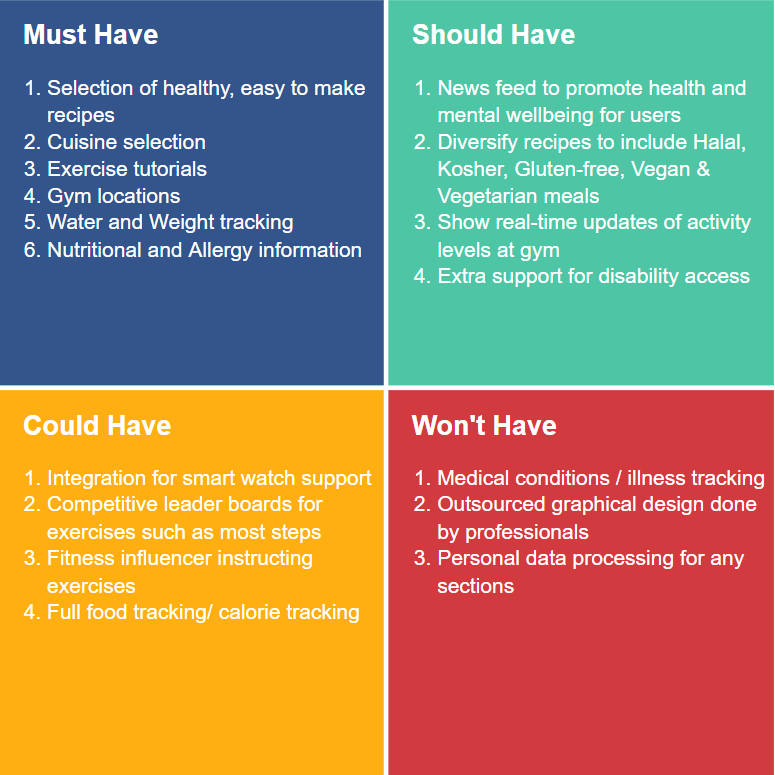 Must Have
1. Selection of healthy, easy to make
recipes
2. Cuisine selection
3. Exercise tutorials
4. Gym locations
5. Water and Weight tracking
6. Nutritional and Allergy information
Should Have
1. News feed to promote health and
mental wellbeing for users
2. Diversify recipes to include Halal,
Kosher, Gluten-free, Vegan &
Vegetarian meals
3. Show real-time updates of activity
levels at gym
4. Extra support for disability access
Could Have
1. Integration for smart watch support
2. Competitive leader boards for
exercises such as most steps
3. Fitness influencer instructing
exercises
4. Full food tracking/ calorie tracking
Won't Have
1. Medical conditions / illness tracking
2. Outsourced graphical design done
by professionals
3. Personal data processing for any
sections